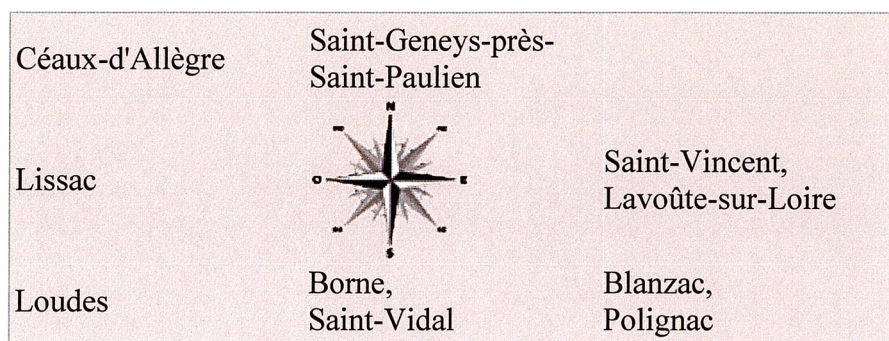 Céaux-d'Allègre
Saint-Geneys-près-
Saint-Paulien
N
Lissac
O
E
Saint-Vincent,
Lavoûte-sur-Loire
S
Loudes
Borne,
Saint-Vidal
Blanzac,
Polignac